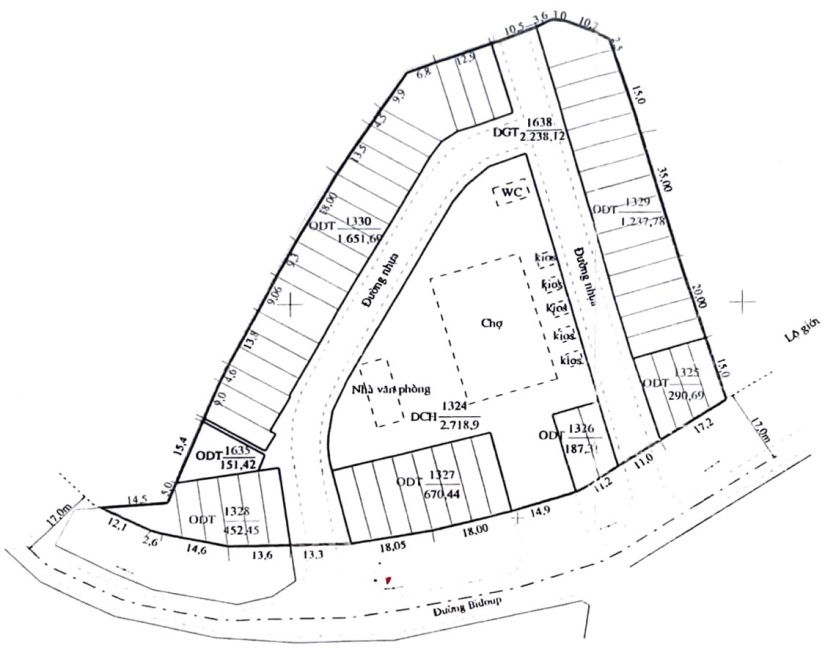 10,5
3,6
10,7
2,5
6,8
12,9
9,9
4,5
15,0
DGT 1638
2.238,12
13,5
35,00
WC
18,00
ODT 1330
1.651,69
ODT 1329
1.237,78
9,3
kios
kios
Kios
kios
kios
Đường nhựa
Đường nhựa
9,06
20,00
Chợ
Lộ giới
13,8
15,0
4,6
9,0
Nhà văn phòng
ODT 1325
290,69
DCH 1324
2.718,9
17,2
17,0m
15,4
ODT 1326
187,3
ODT 1635
151,42
11,0
ODT 1327
670,44
11,2
5,0
14,5
17,0m
14,9
12,1
ODT 1328
452,45
18,00
2,6
14,6
13,6
13,3
18,05
Đường Bidoup